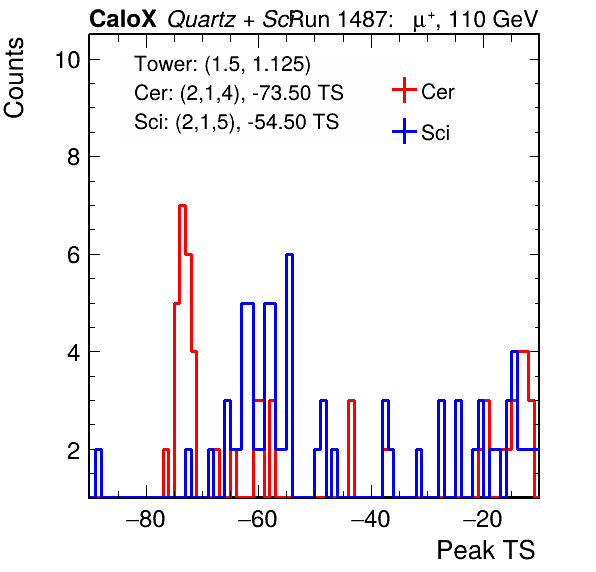 CaloX Quartz + Sci Run 1487: μ⁺, 110 GeV
Tower: (1.5, 1.125)
Cer: (2,1,4), -73.50 TS
Sci: (2,1,5), -54.50 TS
Cer
Sci
Counts
10
8
6
4
2
−80 −60 −40 −20
Peak TS